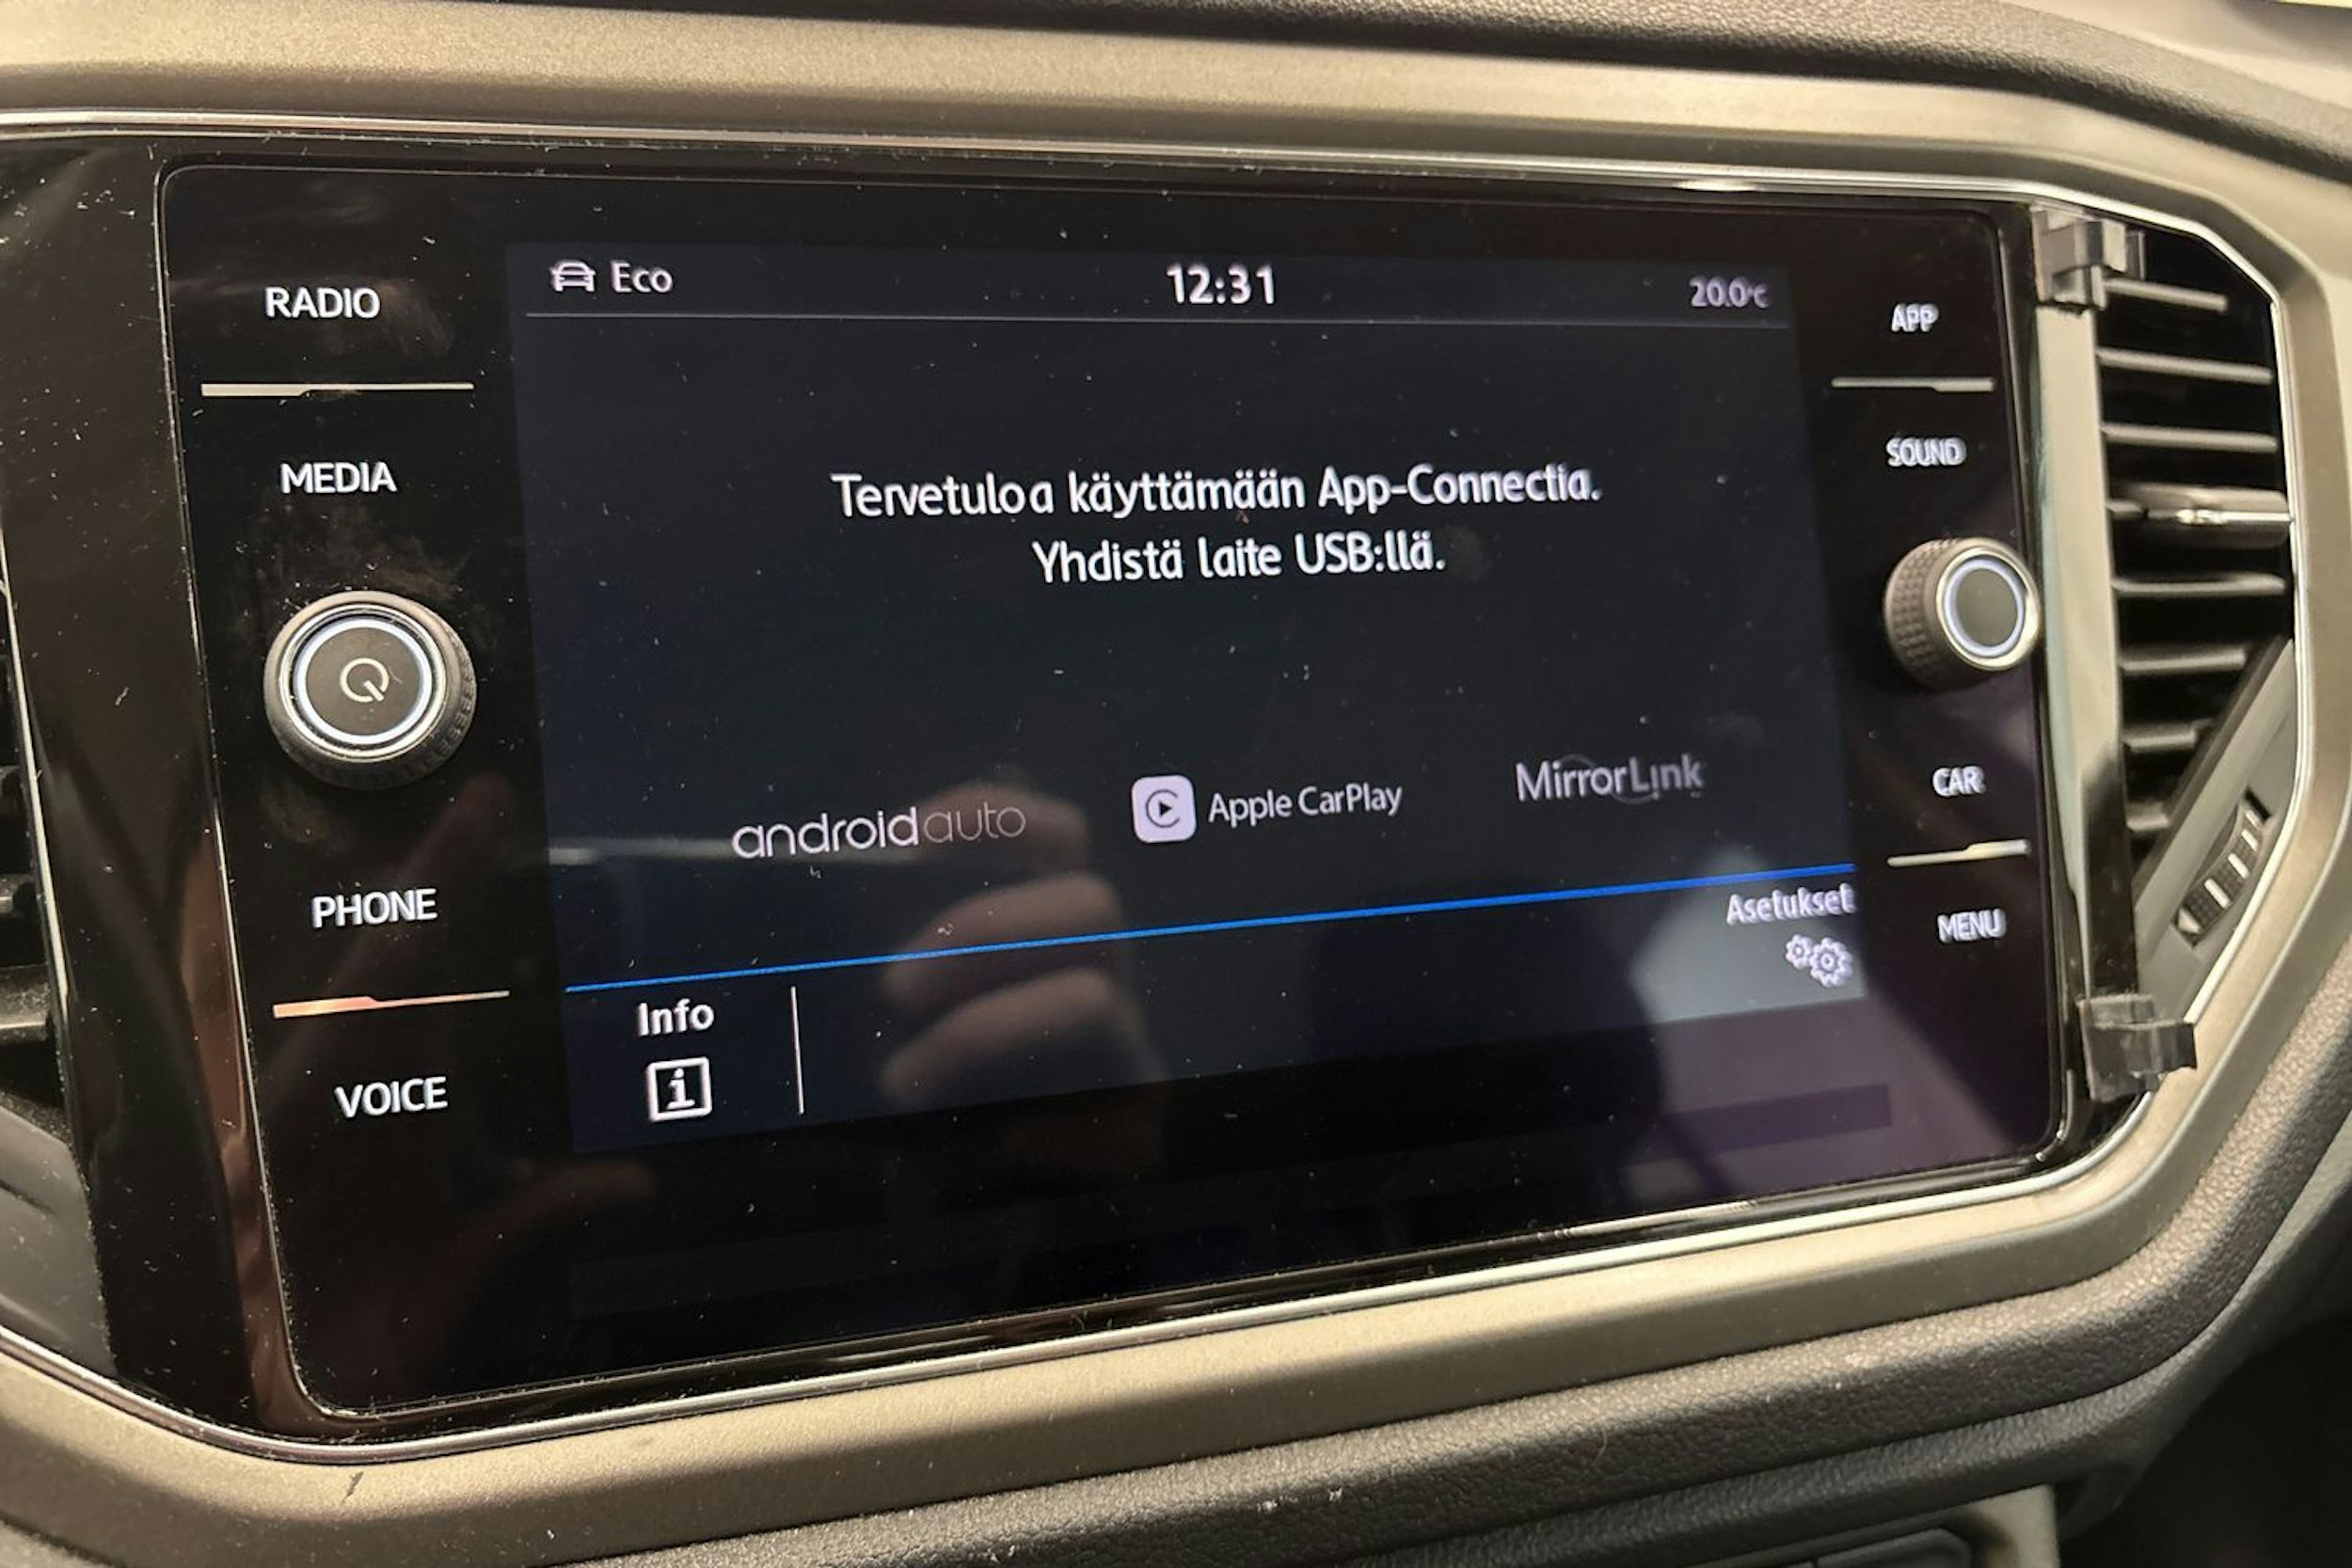 RADIO
MEDIA
PHONE
VOICE
Eco
12:31
20.0°C
Tervetuloa käyttämään App-Connectia.
Yhdistä laite USB:llä.
androidauto
Apple CarPlay
MirrorLink
Asetukset
Info
i
APP
SOUND
CAR
MENU